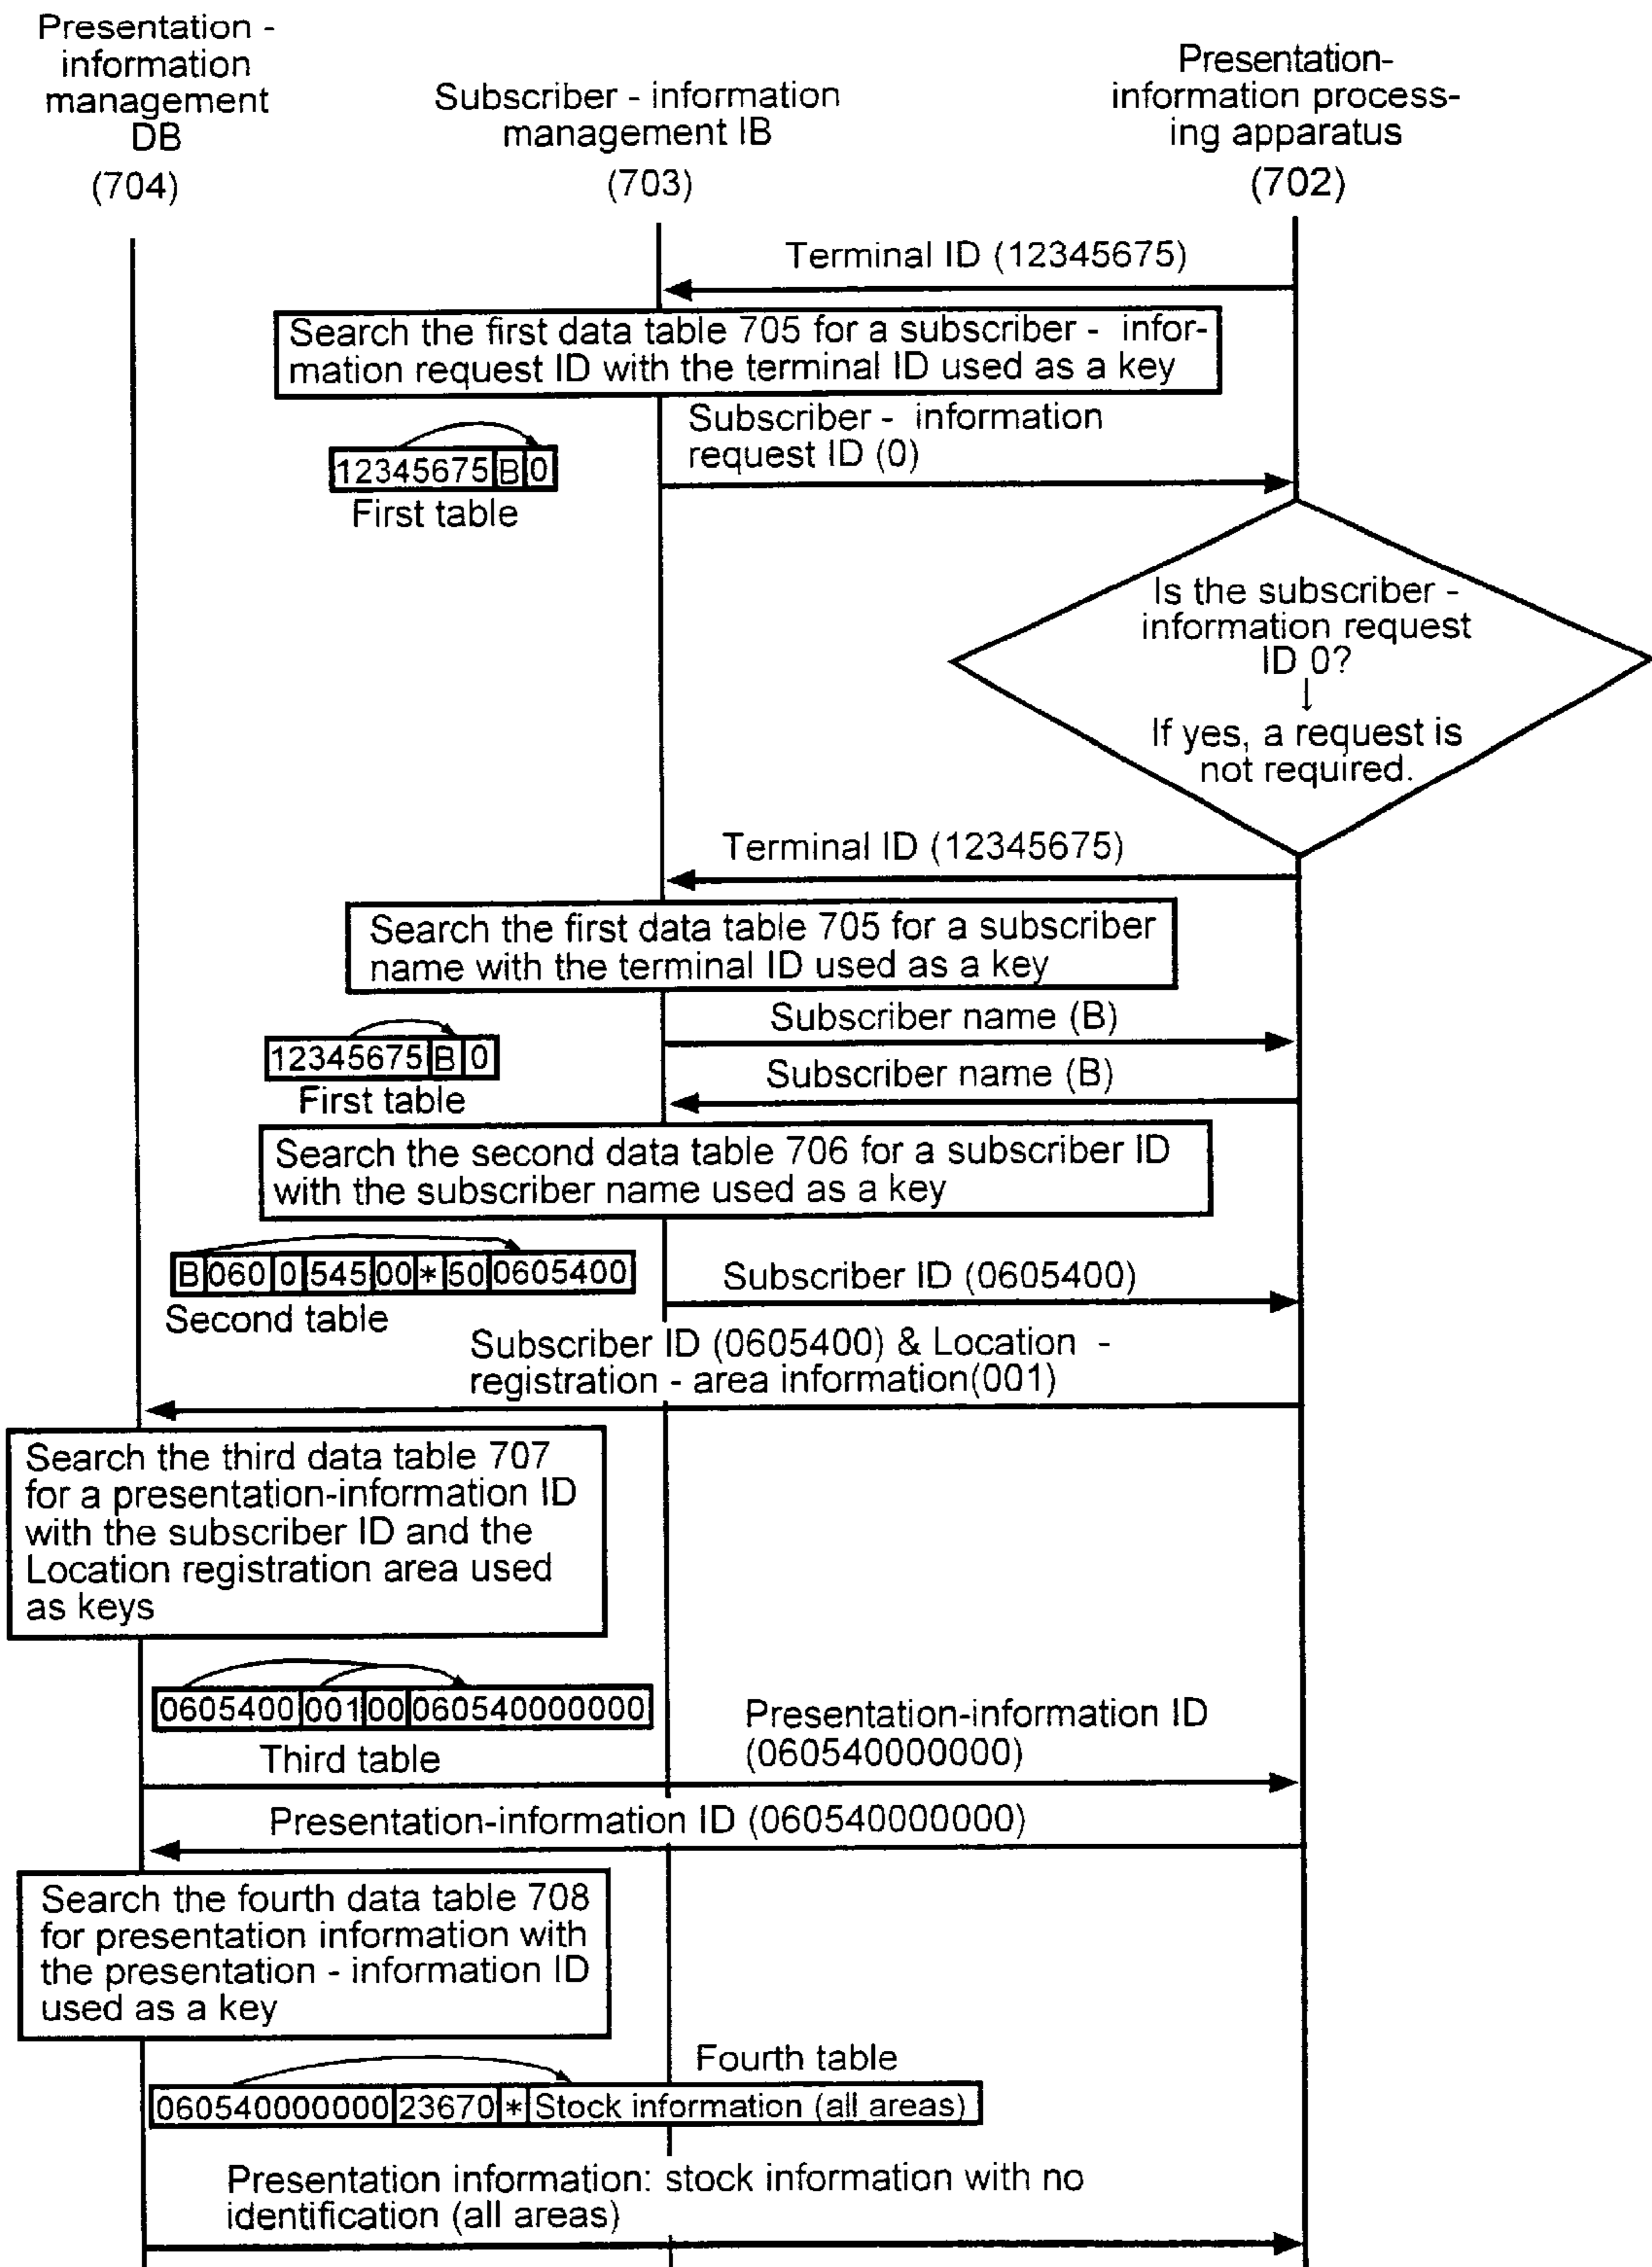 Presentation -
information
management
DB
(704)
Subscriber - information
management IB
(703)
Presentation-
information process-
ing apparatus
(702)
Terminal ID (12345675)
Search the first data table 705 for a subscriber -  infor-
mation request ID with the terminal ID used as a key
Subscriber -  information
request ID (0)
12345675 B 0
First table
Is the subscriber -
information request
ID 0?
↓
If yes, a request is
not required.
Terminal ID (12345675)
Search the first data table 705 for a subscriber
name with the terminal ID used as a key
Subscriber name (B)
12345675 B 0
First table
Subscriber name (B)
Search the second data table 706 for a subscriber ID
with the subscriber name used as a key
B 060 0 545 00 * 50 0605400
Second table
Subscriber ID (0605400)
Subscriber ID (0605400) & Location -
registration - area information(001)
Search the third data table 707
for a presentation-information ID
with the subscriber ID and the
Location registration area used
as keys
0605400 001 00 060540000000
Third table
Presentation-information ID
(060540000000)
Presentation-information ID (060540000000)
Search the fourth data table 708
for presentation information with
the presentation - information ID
used as a key
Fourth table
060540000000 23670 * Stock information (all areas)
Presentation information: stock information with no
identification (all areas)